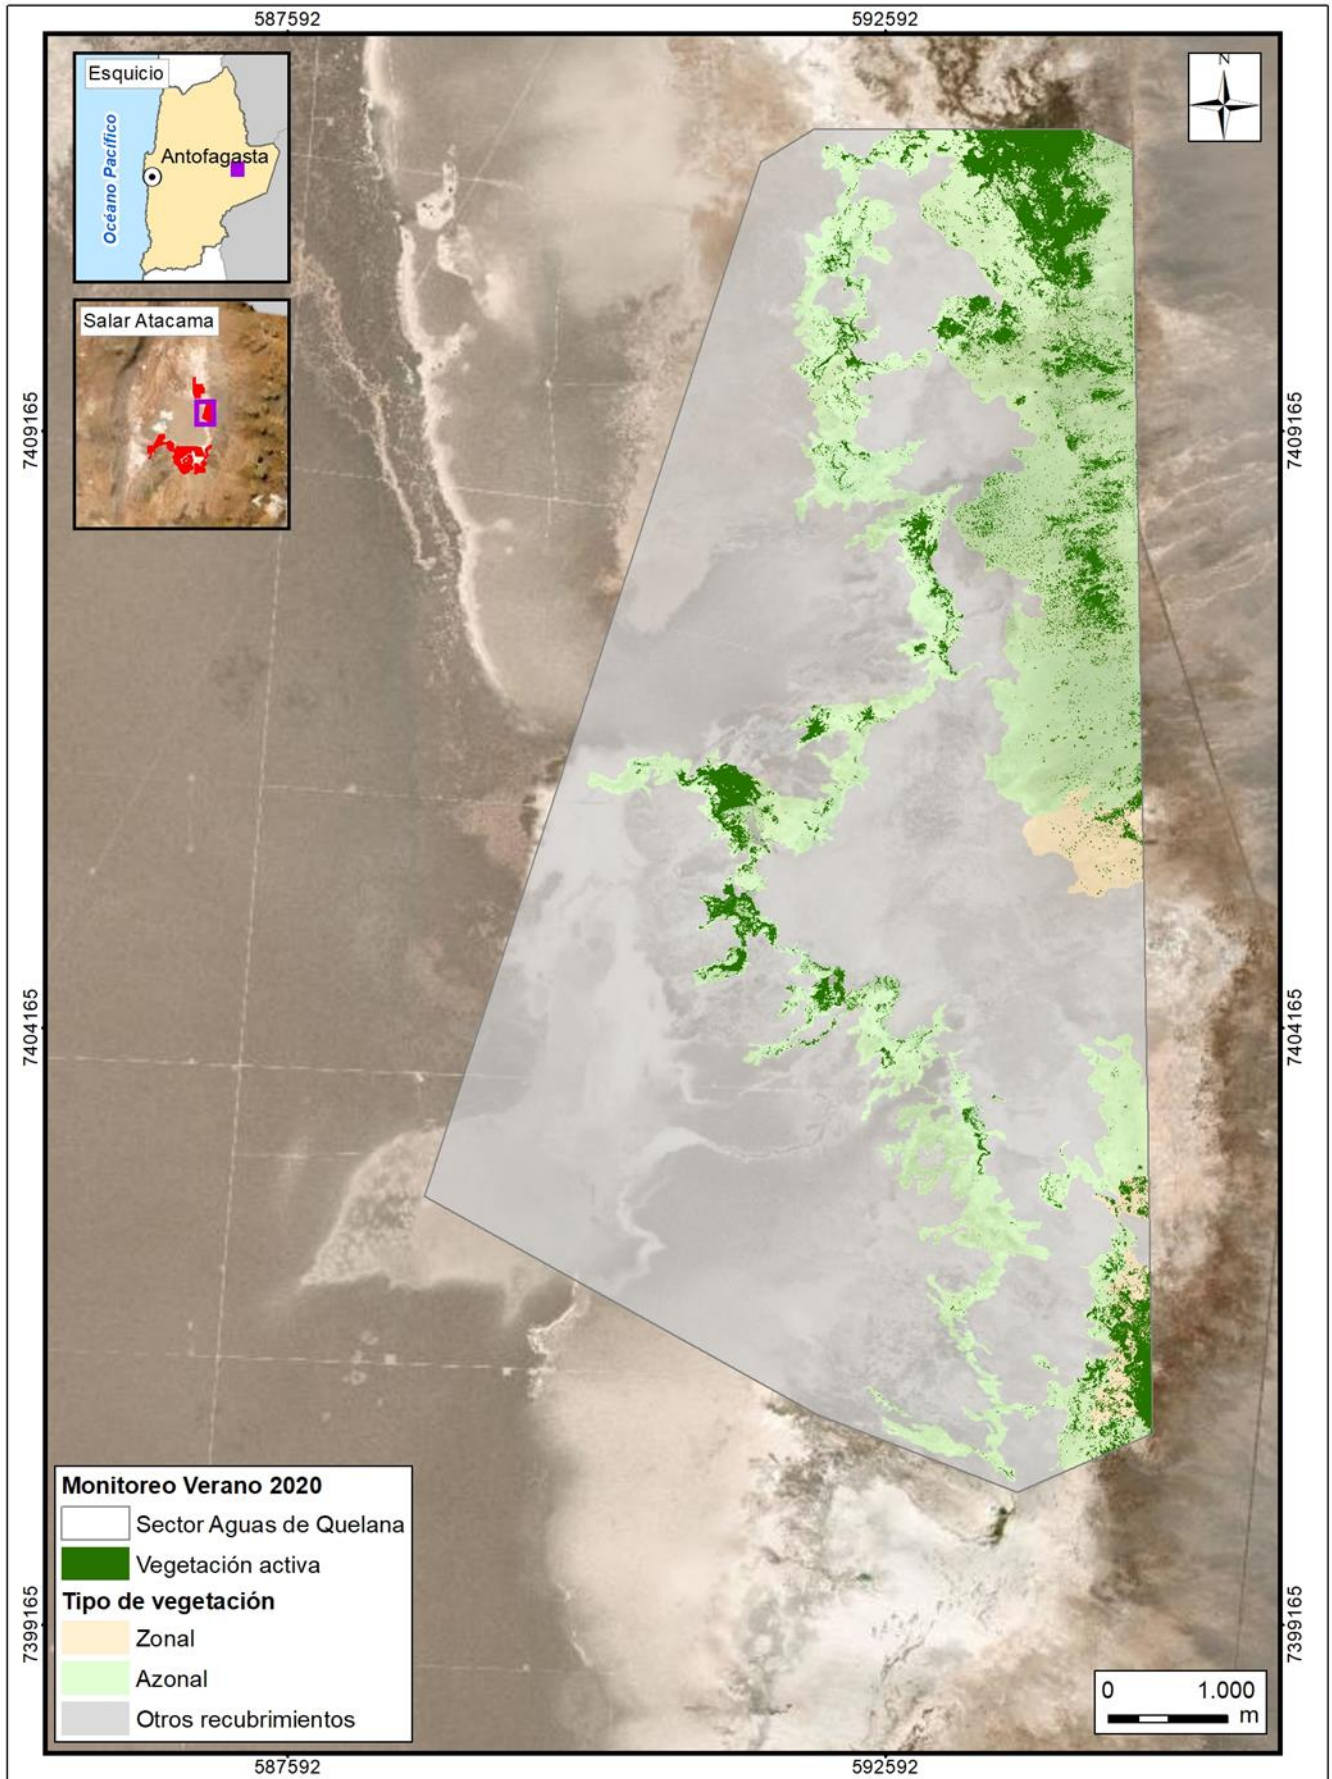 587592
592592
Esquicio
Océano Pacífico
Antofagasta
N
Salar Atacama
7409165
7409165
7404165
7404165
7399165
7399165
Monitoreo Verano 2020
Sector Aguas de Quelana
Vegetación activa
Tipo de vegetación
Zonal
Azonal
Otros recubrimientos
0 1.000
m
587592
592592